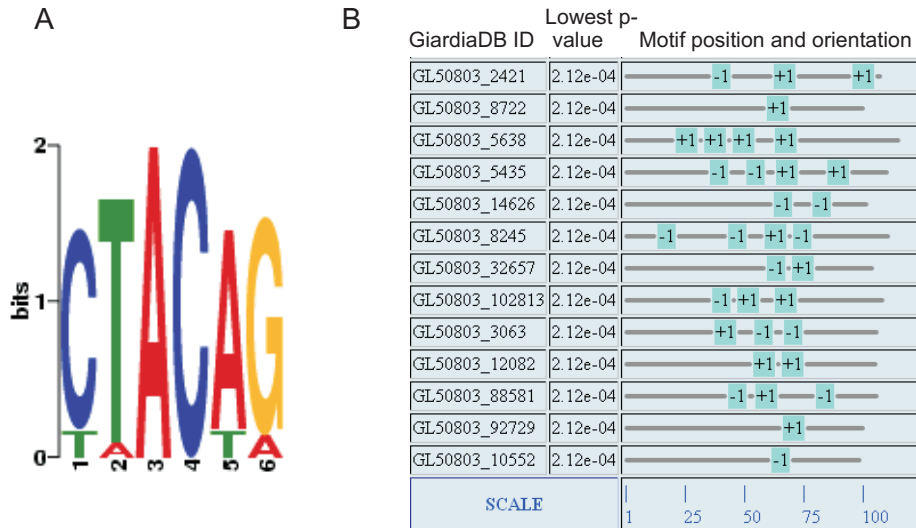 A
B
GiardiaDB ID
Lowest p-
value
Motif position and orientation
2
1
0
bits
C T A C A G
T A T A
1 2 3 4 5 6
GL50803_2421 2.12e-04 -1 +1 +1
GL50803_8722 2.12e-04 +1
GL50803_5638 2.12e-04 +1 +1 +1 +1
GL50803_5435 2.12e-04 -1 -1 +1 +1
GL50803_14626 2.12e-04 -1 -1
GL50803_8245 2.12e-04 -1 -1 +1 -1
GL50803_32657 2.12e-04 -1 +1
GL50803_102813 2.12e-04 -1 +1 +1
GL50803_3063 2.12e-04 +1 -1 -1
GL50803_12082 2.12e-04 +1 +1
GL50803_88581 2.12e-04 -1 +1 -1
GL50803_92729 2.12e-04 +1
GL50803_10552 2.12e-04 -1
SCALE
1 25 50 75 100